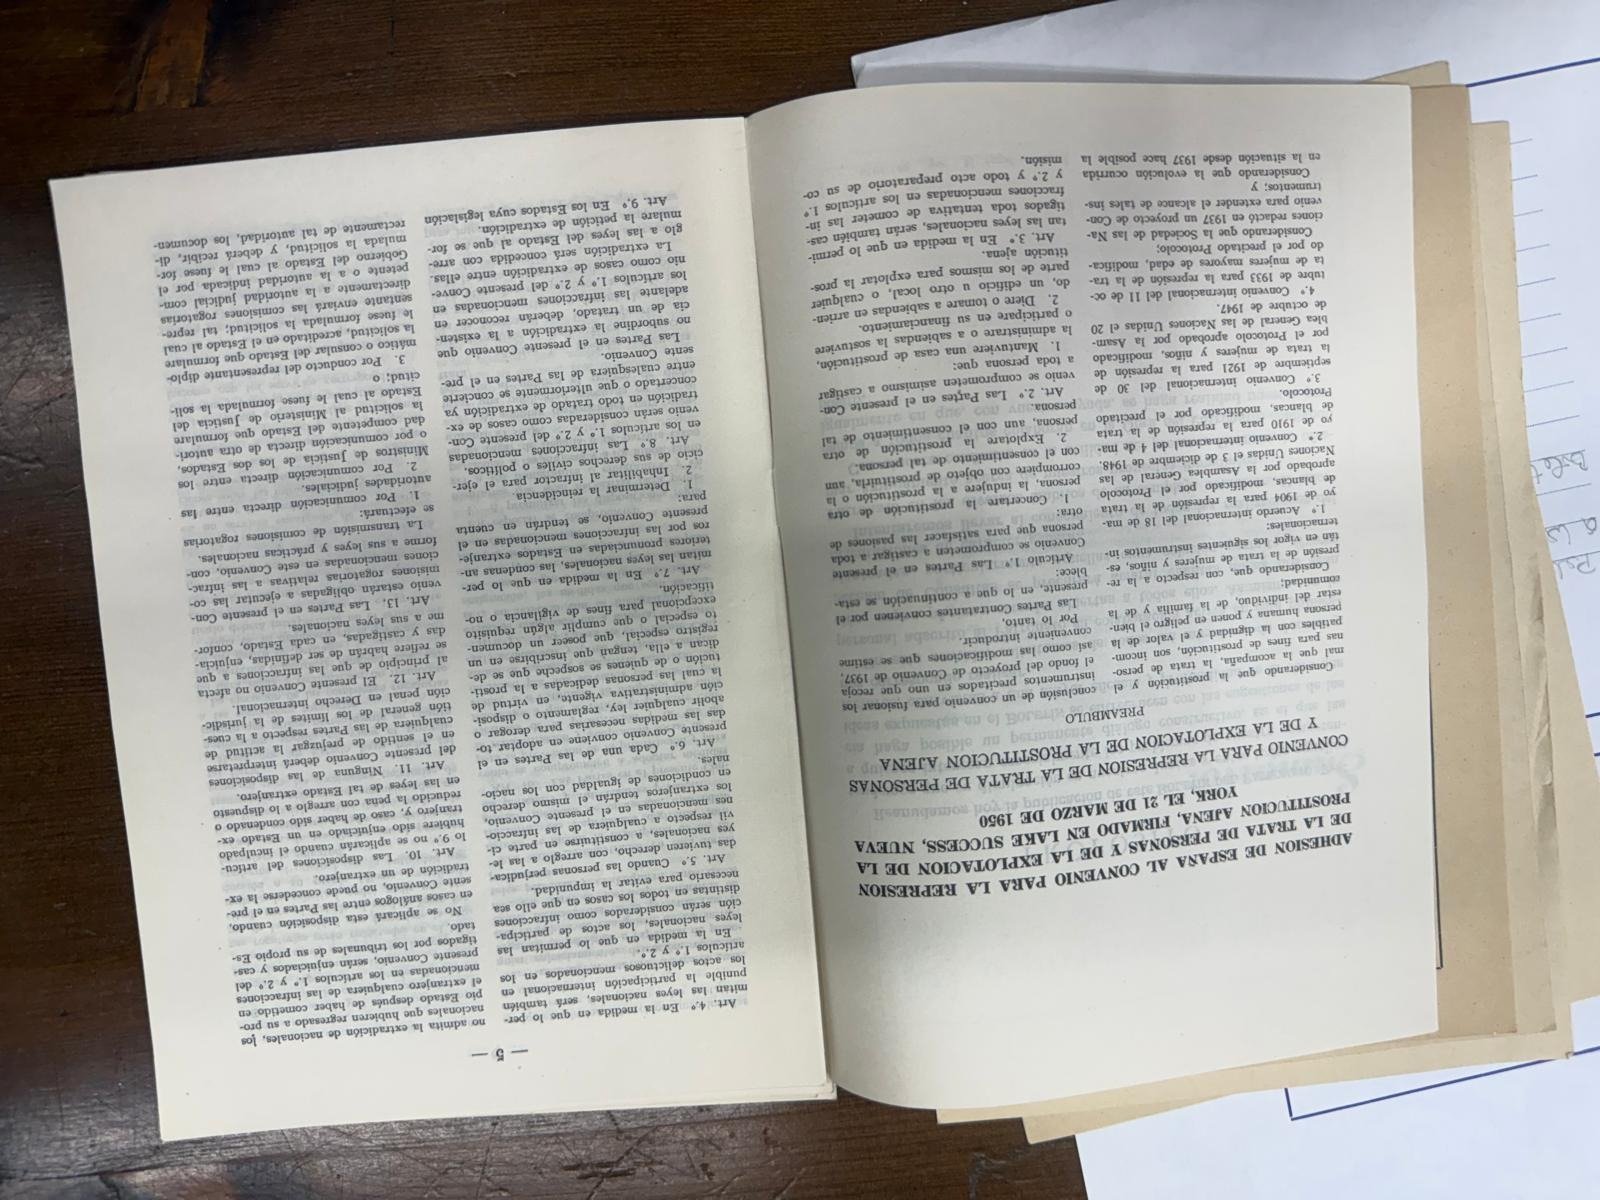 ADHESION DE ESPAÑA AL CONVENIO PARA LA REPRESION
DE LA TRATA DE PERSONAS Y DE LA EXPLOTACION DE LA
PROSTITUCION AJENA, FIRMADO EN LAKE SUCCESS, NUEVA
YORK, EL 21 DE MARZO DE 1950
CONVENIO PARA LA REPRESION DE LA TRATA DE PERSONAS
Y DE LA EXPLOTACION DE LA PROSTITUCION AJENA
PREAMBULO
Considerando que la prostitución y el
mal que la acompaña, la trata de perso-
nas para fines de prostitución, son incom-
patibles con la dignidad y el valor de la
persona humana y ponen en peligro el bien-
estar del individuo, de la familia y de la
comunidad;
Considerando que, con respecto a la re-
presión de la trata de mujeres y niños, es-
tán en vigor los siguientes instrumentos in-
ternacionales:
1.º Acuerdo internacional del 18 de ma-
yo de 1904 para la represión de la trata
de blancas, modificado por el Protocolo
aprobado por la Asamblea General de las
Naciones Unidas el 3 de diciembre de 1948.
2.º Convenio internacional del 4 de ma-
yo de 1910 para la represión de la trata
de blancas, modificado por el precitado
Protocolo.
3.º Convenio internacional del 30 de
septiembre de 1921 para la represión de
la trata de mujeres y niños, modificado
por el Protocolo aprobado por la Asam-
blea General de las Naciones Unidas el 20
de octubre de 1947.
4.º Convenio internacional del 11 de oc-
tubre de 1933 para la represión de la tra-
ta de mujeres mayores de edad, modifica-
do por el precitado Protocolo;
Considerando que la Sociedad de las Na-
ciones redactó en 1937 un proyecto de Con-
venio para extender el alcance de tales ins-
trumentos; y
Considerando que la evolución ocurrida
en la situación desde 1937 hace posible la
conclusión de un convenio para fusionar los
instrumentos precitados en uno que recoja
el fondo del proyecto de Convenio de 1937,
así como las modificaciones que se estime
conveniente introducir.
Por lo tanto,
Las Partes Contratantes convienen por el
presente, en lo que a continuación se esta-
blece:
Artículo 1.º Las Partes en el presente
Convenio se comprometen a castigar a toda
persona que para satisfacer las pasiones de
otra:
1. Concertare la prostitución de otra
persona, la indujere a la prostitución o la
corrompiere con objeto de prostituirla, aun
con el consentimiento de tal persona.
2. Explotare la prostitución de otra
persona, aun con el consentimiento de tal
persona.
Art. 2.º Las Partes en el presente Con-
venio se comprometen asimismo a castigar
a toda persona que:
1. Mantuviere una casa de prostitución,
la administrare o a sabiendas la sostuviere
o participare en su financiamiento.
2. Diere o tomare a sabiendas en arrien-
do, un edificio u otro local, o cualquier
parte de los mismos para explotar la pros-
titución ajena.
Art. 3.º En la medida en que lo permi-
tan las leyes nacionales, serán también cas-
tigados toda tentativa de cometer las in-
fracciones mencionadas en los artículos 1.º
y 2.º y todo acto preparatorio de su co-
misión.
— 5 —
Art. 4.º En la medida en que lo per-
mitan las leyes nacionales, será también
punible la participación internacional en
los actos delictuosos mencionados en los
artículos 1.º y 2.º.
En la medida en que lo permitan las
leyes nacionales, los actos de participa-
ción serán considerados como infracciones
distintas en todos los casos en que ello sea
necesario para evitar la impunidad.
Art. 5.º Cuando las personas perjudica-
das tuvieren derecho, con arreglo a las le-
yes nacionales, a constituirse en parte ci-
vil respecto a cualquiera de las infraccio-
nes mencionadas en el presente Convenio,
los extranjeros tendrán el mismo derecho
en condiciones de igualdad con los nacio-
nales.
Art. 6.º Cada una de las Partes en el
presente Convenio conviene en adoptar to-
das las medidas necesarias para derogar o
abolir cualquier ley, reglamento o disposi-
ción administrativa vigente, en virtud de
la cual las personas dedicadas a la prosti-
tución o de quienes se sospeche que se de-
dican a ella, tengan que inscribirse en un
registro especial, que poseer un documen-
to especial o que cumplir algún requisito
excepcional para fines de vigilancia o no-
tificación.
Art. 7.º En la medida en que lo per-
mitan las leyes nacionales, las condenas an-
teriores pronunciadas en Estados extranje-
ros por las infracciones mencionadas en el
presente Convenio, se tendrán en cuenta
para:
1. Determinar la reincidencia.
2. Inhabilitar al infractor para el ejer-
cicio de sus derechos civiles o políticos.
Art. 8.º Las infracciones mencionadas
en los artículos 1.º y 2.º del presente Con-
venio serán consideradas como casos de ex-
tradición en todo tratado de extradición ya
concertado o que ulteriormente se concierte
entre cualesquiera de las Partes en el pre-
sente Convenio.
Las Partes en el presente Convenio que
no subordine la extradición a la existen-
cia de un tratado, deberán reconocer en
adelante las infracciones mencionadas en
los artículos 1.º y 2.º del presente Conve-
nio como casos de extradición entre ellas.
La extradición será concedida con arre-
glo a las leyes del Estado al que se for-
mulare la petición de extradición.
Art. 9.º En los Estados cuya legislación
no admita la extradición de nacionales, los
nacionales que hubieren regresado a su pro-
pio Estado después de haber cometido en
el extranjero cualquiera de las infracciones
mencionadas en los artículos 1.º y 2.º del
presente Convenio, serán enjuiciados y cas-
tigados por los tribunales de su propio Es-
tado.
No se aplicará esta disposición cuando,
en casos análogos entre las Partes en el pre-
sente Convenio, no puede concederse la ex-
tradición de un extranjero.
Art. 10. Las disposiciones del artícu-
lo 9.º no se aplicarán cuando el inculpado
hubiere sido enjuiciado en un Estado ex-
tranjero y, caso de haber sido condenado o
reducido la pena con arreglo a lo dispuesto
en las leyes de tal Estado extranjero.
Art. 11. Ninguna de las disposiciones
del presente Convenio deberá interpretarse
en el sentido de prejuzgar la actitud de
cualquiera de las Partes respecto a la cues-
tión general de los límites de la jurisdic-
ción penal en Derecho internacional.
Art. 12. El presente Convenio no afecta
al principio de que las infracciones a que
se refiere habrán de ser definidas, enjuicia-
das y castigadas, en cada Estado, confor-
me a sus leyes nacionales.
Art. 13. Las Partes en el presente Con-
venio estarán obligadas a ejecutar las co-
misiones rogatorias relativas a las infrac-
ciones mencionadas en este Convenio, con-
forme a sus leyes y prácticas nacionales.
La transmisión de comisiones rogatorias
se efectuará:
1. Por comunicación directa entre las
autoridades judiciales.
2. Por comunicación directa entre los
Ministros de Justicia de los dos Estados,
o por comunicación directa de otra autori-
dad competente del Estado que formulare
la solicitud al Ministerio de Justicia del
Estado al cual le fuese formulada la soli-
citud; o
3. Por conducto del representante diplo-
mático o consular del Estado que formulare
la solicitud, acreditado en el Estado al cual
le fuese formulada la solicitud; tal repre-
sentante enviará las comisiones rogatorias
directamente a la autoridad judicial com-
petente o a la autoridad indicada por el
Gobierno del Estado al cual le fuese for-
mulada la solicitud, y deberá recibir, di-
rectamente de tal autoridad, los documen-